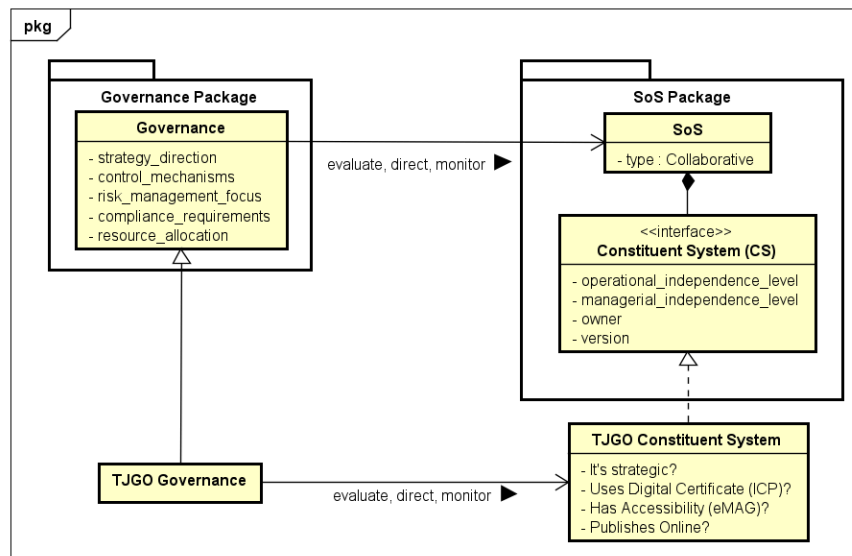 pkg
Governance Package
Governance
- strategy_direction
- control_mechanisms
- risk_management_focus
- compliance_requirements
- resource_allocation
evaluate, direct, monitor
SoS Package
SoS
- type : Collaborative
<<interface>>
Constituent System (CS)
- operational_independence_level
- managerial_independence_level
- owner
- version
TJGO Governance
evaluate, direct, monitor
TJGO Constituent System
- It's strategic?
- Uses Digital Certificate (ICP)?
- Has Accessibility (eMAG)?
- Publishes Online?